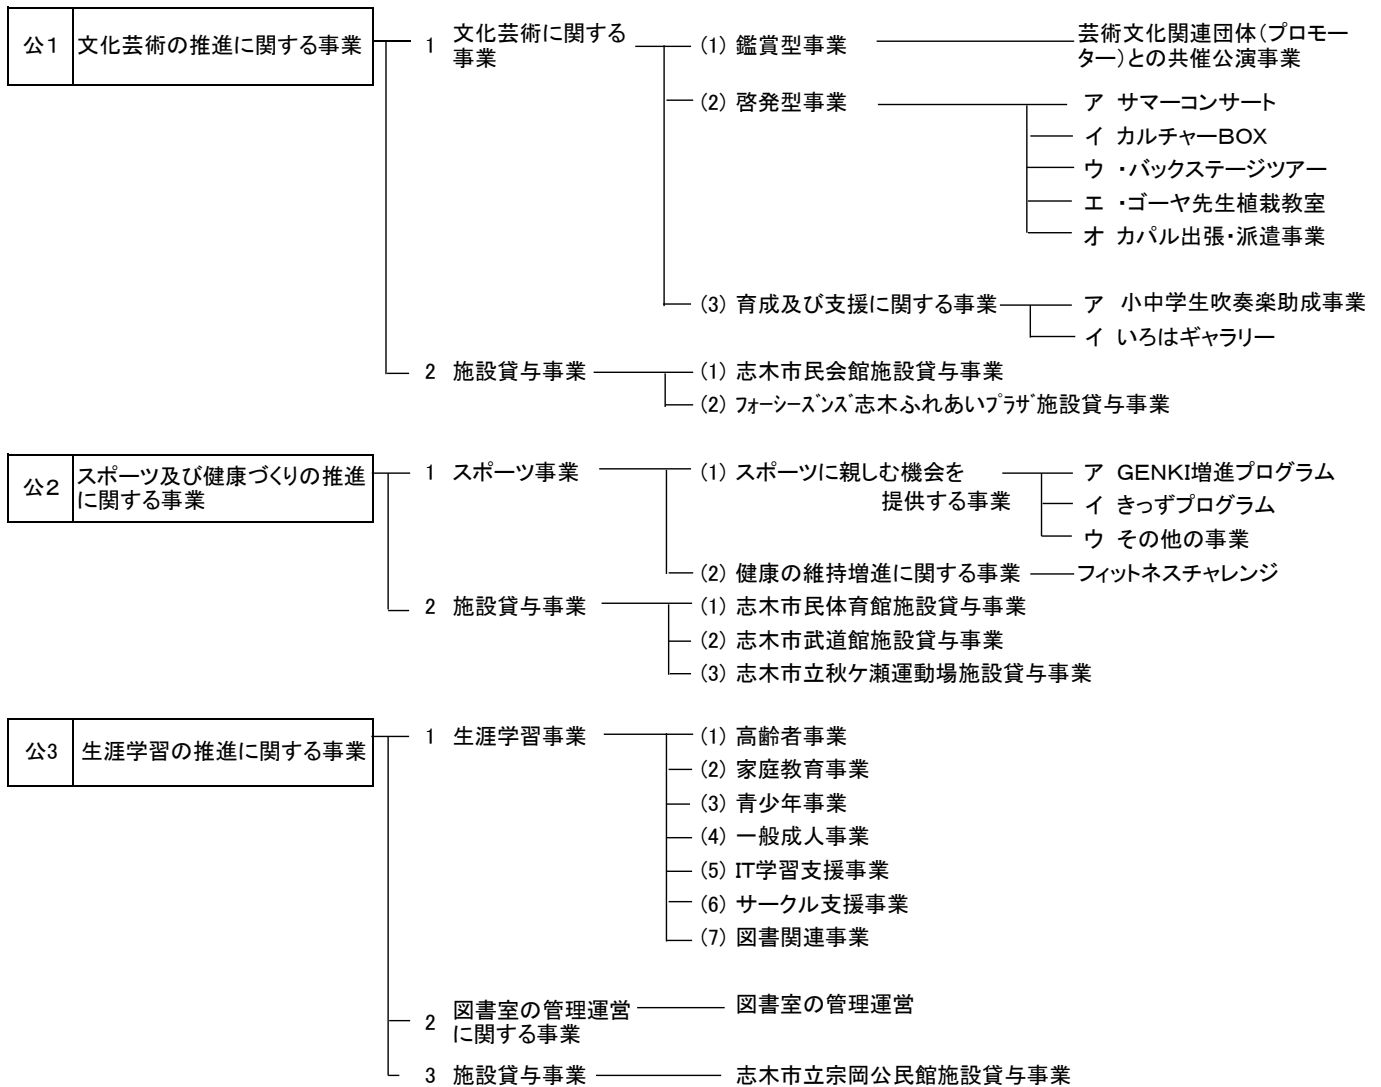 公1 文化芸術の推進に関する事業
1 文化芸術に関する
事業
(1) 鑑賞型事業
芸術文化関連団体(プロモー
ター)との共催公演事業
(2) 啓発型事業
ア サマーコンサート
イ カルチャーBOX
ウ ・バックステージツアー
エ ・ゴーヤ先生植栽教室
オ カパル出張・派遣事業
(3) 育成及び支援に関する事業
ア 小中学生吹奏楽助成事業
イ いろはギャラリー
2 施設貸与事業
(1) 志木市民会館施設貸与事業
(2) フォーシーズンズ志木ふれあいプラザ施設貸与事業
公2 スポーツ及び健康づくりの推進
に関する事業
1 スポーツ事業
(1) スポーツに親しむ機会を
提供する事業
ア GENKI増進プログラム
イ きっずプログラム
ウ その他の事業
(2) 健康の維持増進に関する事業
フィットネスチャレンジ
2 施設貸与事業
(1) 志木市民体育館施設貸与事業
(2) 志木市武道館施設貸与事業
(3) 志木市立秋ケ瀬運動場施設貸与事業
公3 生涯学習の推進に関する事業
1 生涯学習事業
(1) 高齢者事業
(2) 家庭教育事業
(3) 青少年事業
(4) 一般成人事業
(5) IT学習支援事業
(6) サークル支援事業
(7) 図書関連事業
2 図書室の管理運営
に関する事業
図書室の管理運営
3 施設貸与事業
志木市立宗岡公民館施設貸与事業